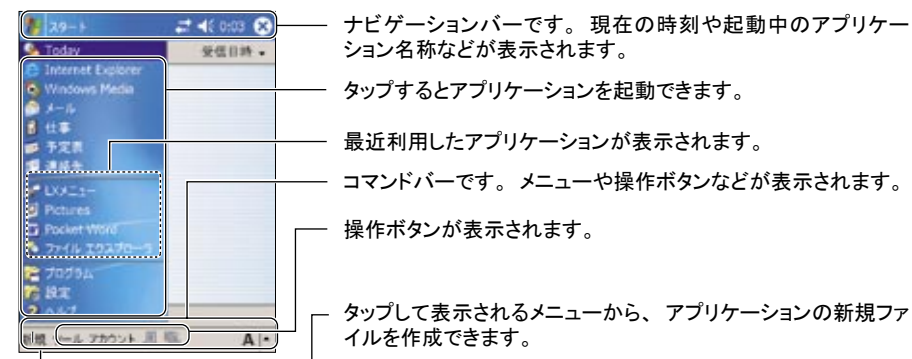 スタート 0:03
Today 受信日時
Internet Explorer
Windows Media
メール
仕事
予定表
連絡先
LXメニュー
Pictures
Pocket Word
ファイル エクスプローラ
プログラム
設定
ヘルプ
新規 ツール アカウント A
ナビゲーションバーです。現在の時刻や起動中のアプリケー
ション名称などが表示されます。
タップするとアプリケーションを起動できます。
最近利用したアプリケーションが表示されます。
コマンドバーです。メニューや操作ボタンなどが表示されます。
操作ボタンが表示されます。
タップして表示されるメニューから、アプリケーションの新規ファ
イルを作成できます。